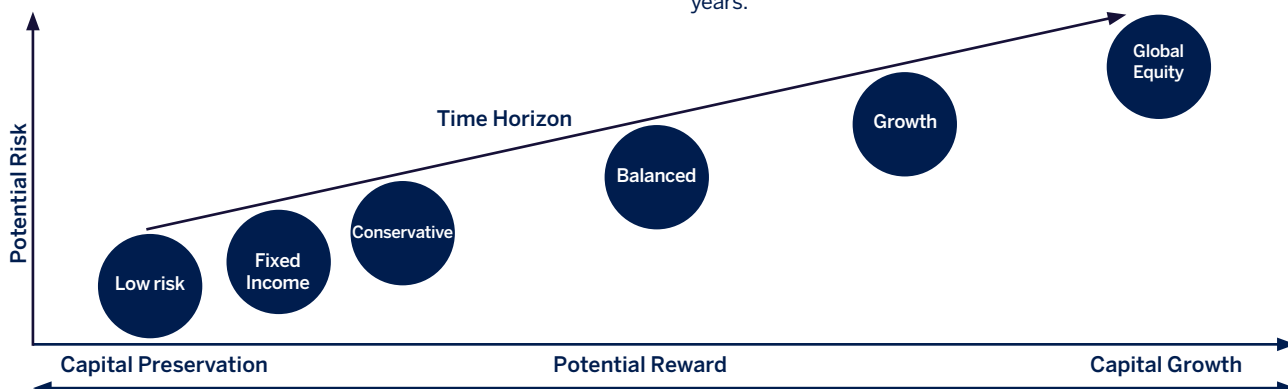 years.
Potential Risk
Time Horizon
Low risk
Fixed
Income
Conservative
Balanced
Growth
Global
Equity
Capital Preservation
Potential Reward
Capital Growth